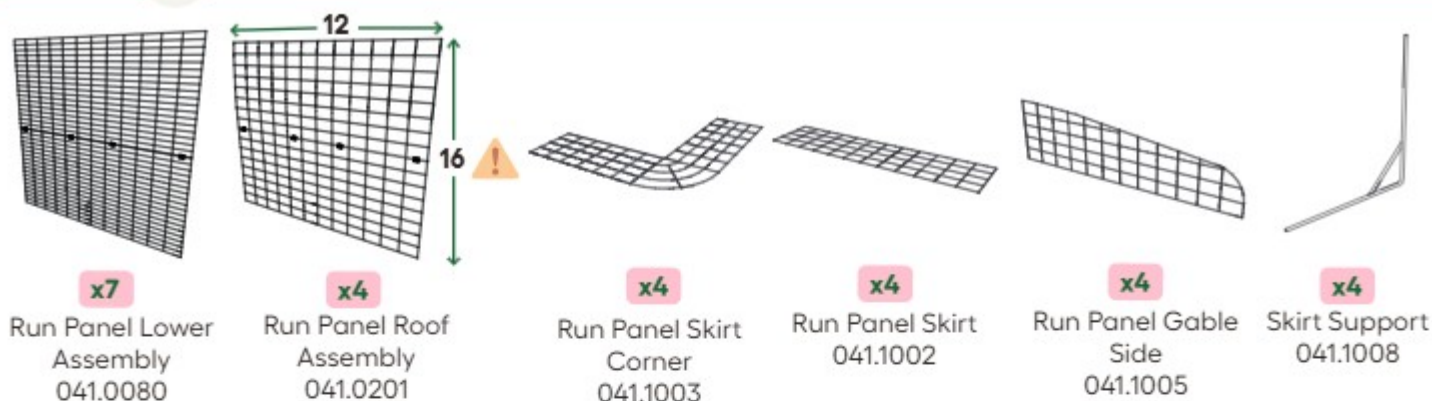 12
16
x7
Run Panel Lower
Assembly
041.0080
x4
Run Panel Roof
Assembly
041.0201
x4
Run Panel Skirt
Corner
041.1003
x4
Run Panel Skirt
041.1002
x4
Run Panel Gable
Side
041.1005
x4
Skirt Support
041.1008